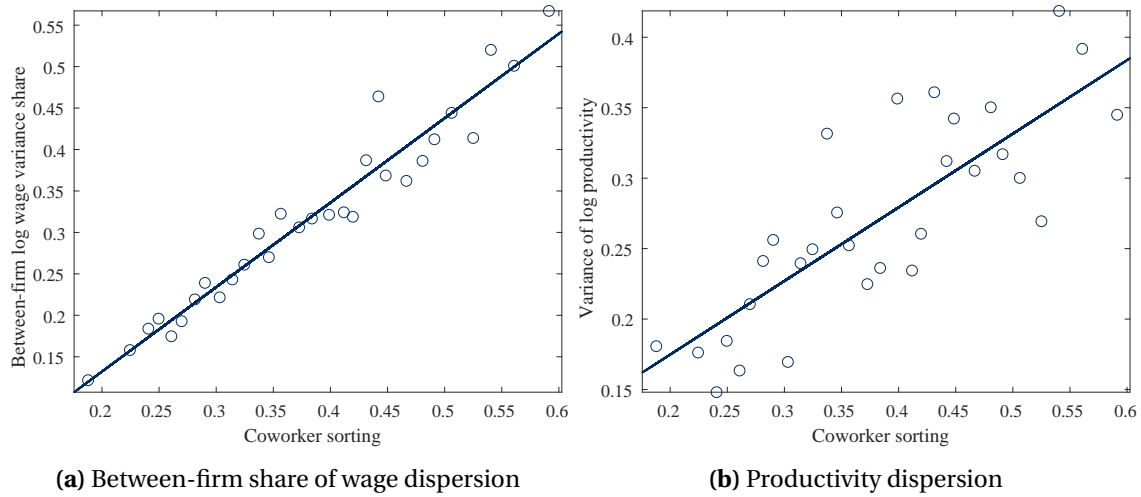 Between-firm log wage variance share
0.55
0.5
0.45
0.4
0.35
0.3
0.25
0.2
0.15
0.2 0.25 0.3 0.35 0.4 0.45 0.5 0.55 0.6
Coworker sorting
(a) Between-firm share of wage dispersion
Variance of log productivity
0.4
0.35
0.3
0.25
0.2
0.15
0.2 0.25 0.3 0.35 0.4 0.45 0.5 0.55 0.6
Coworker sorting
(b) Productivity dispersion